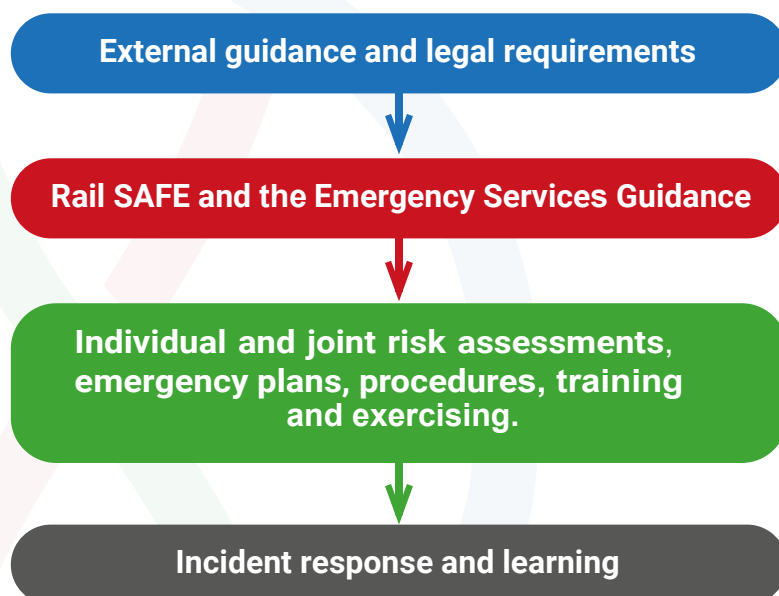 External guidance and legal requirements
Rail SAFE and the Emergency Services Guidance
Individual and joint risk assessments,
emergency plans, procedures, training
and exercising.
Incident response and learning